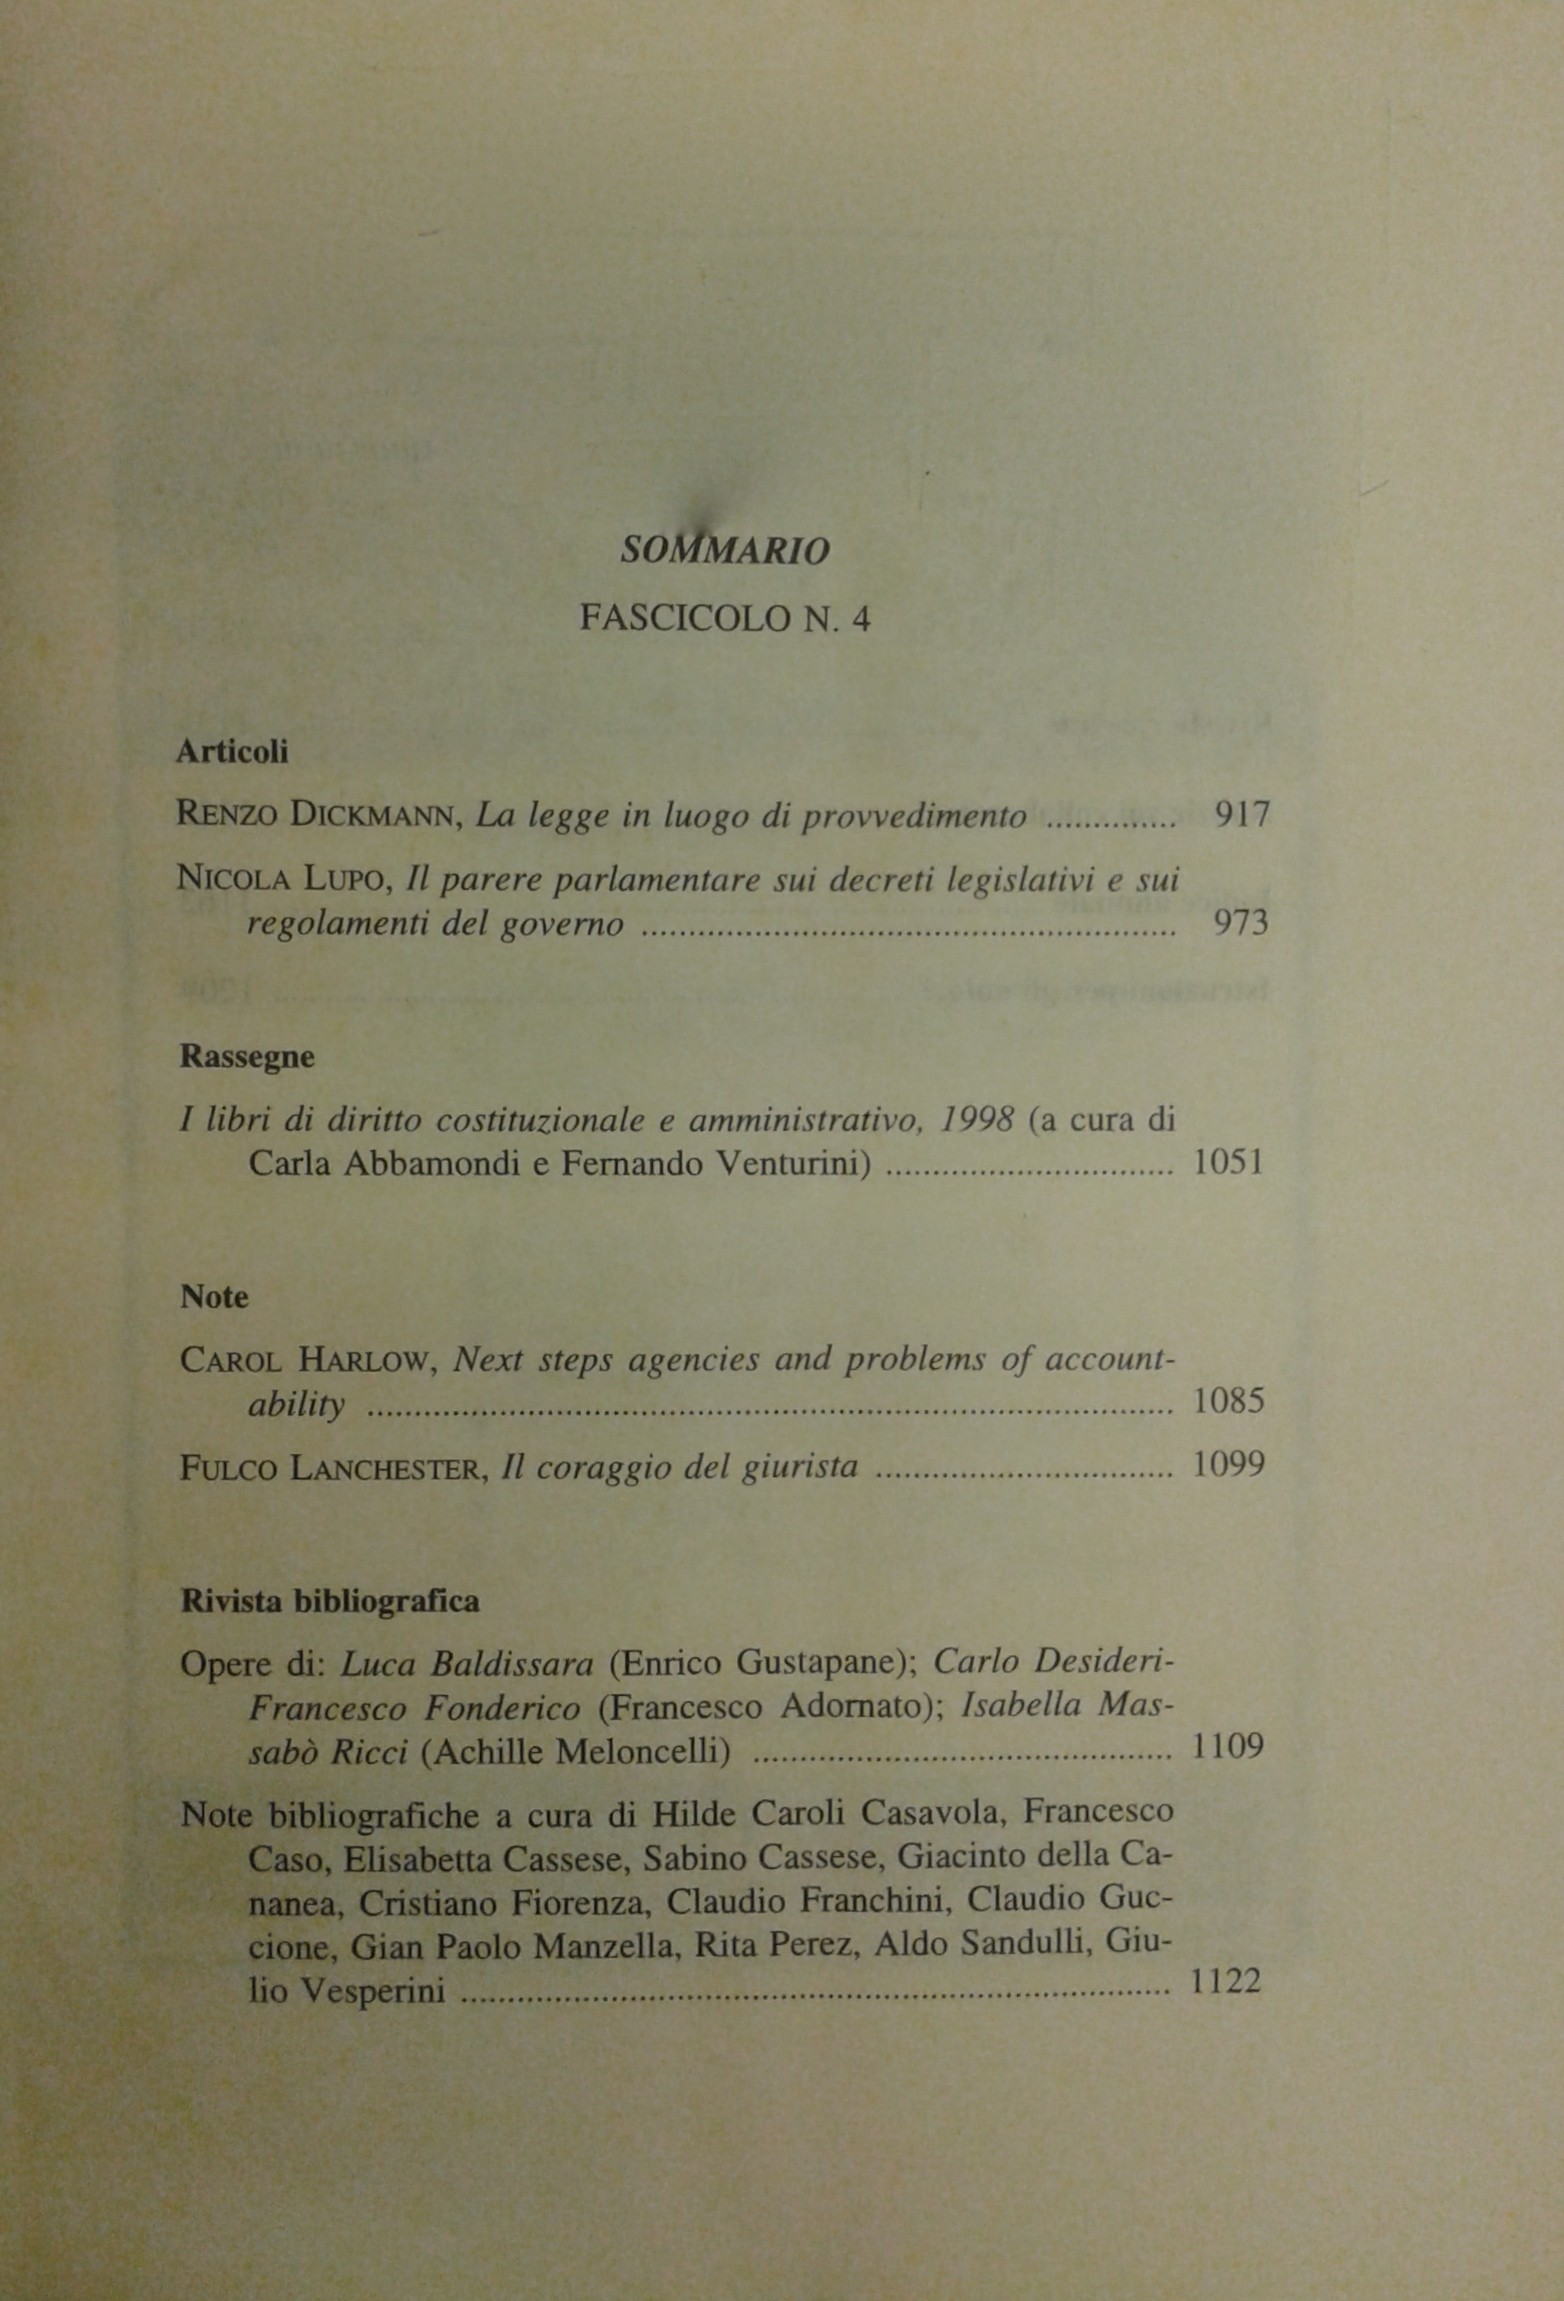 SOMMARIO
FASCICOLO N. 4
Articoli
RENZO DICKMANN, La legge in luogo di provvedimento .............. 917
NICOLA LUPO, Il parere parlamentare sui decreti legislativi e sui
regolamenti del governo ......................................................... 973
Rassegne
I libri di diritto costituzionale e amministrativo, 1998 (a cura di
Carla Abbamondi e Fernando Venturini) ............................... 1051
Note
CAROL HARLOW, Next steps agencies and problems of account-
ability ...................................................................................... 1085
FULCO LANCHESTER, Il coraggio del giurista ................................ 1099
Rivista bibliografica
Opere di: Luca Baldissara (Enrico Gustapane); Carlo Desideri-
Francesco Fonderico (Francesco Adornato); Isabella Mas-
sabò Ricci (Achille Meloncelli) ............................................. 1109
Note bibliografiche a cura di Hilde Caroli Casavola, Francesco
Caso, Elisabetta Cassese, Sabino Cassese, Giacinto della Ca-
nanea, Cristiano Fiorenza, Claudio Franchini, Claudio Guc-
cione, Gian Paolo Manzella, Rita Perez, Aldo Sandulli, Giu-
lio Vesperini ............................................................................ 1122